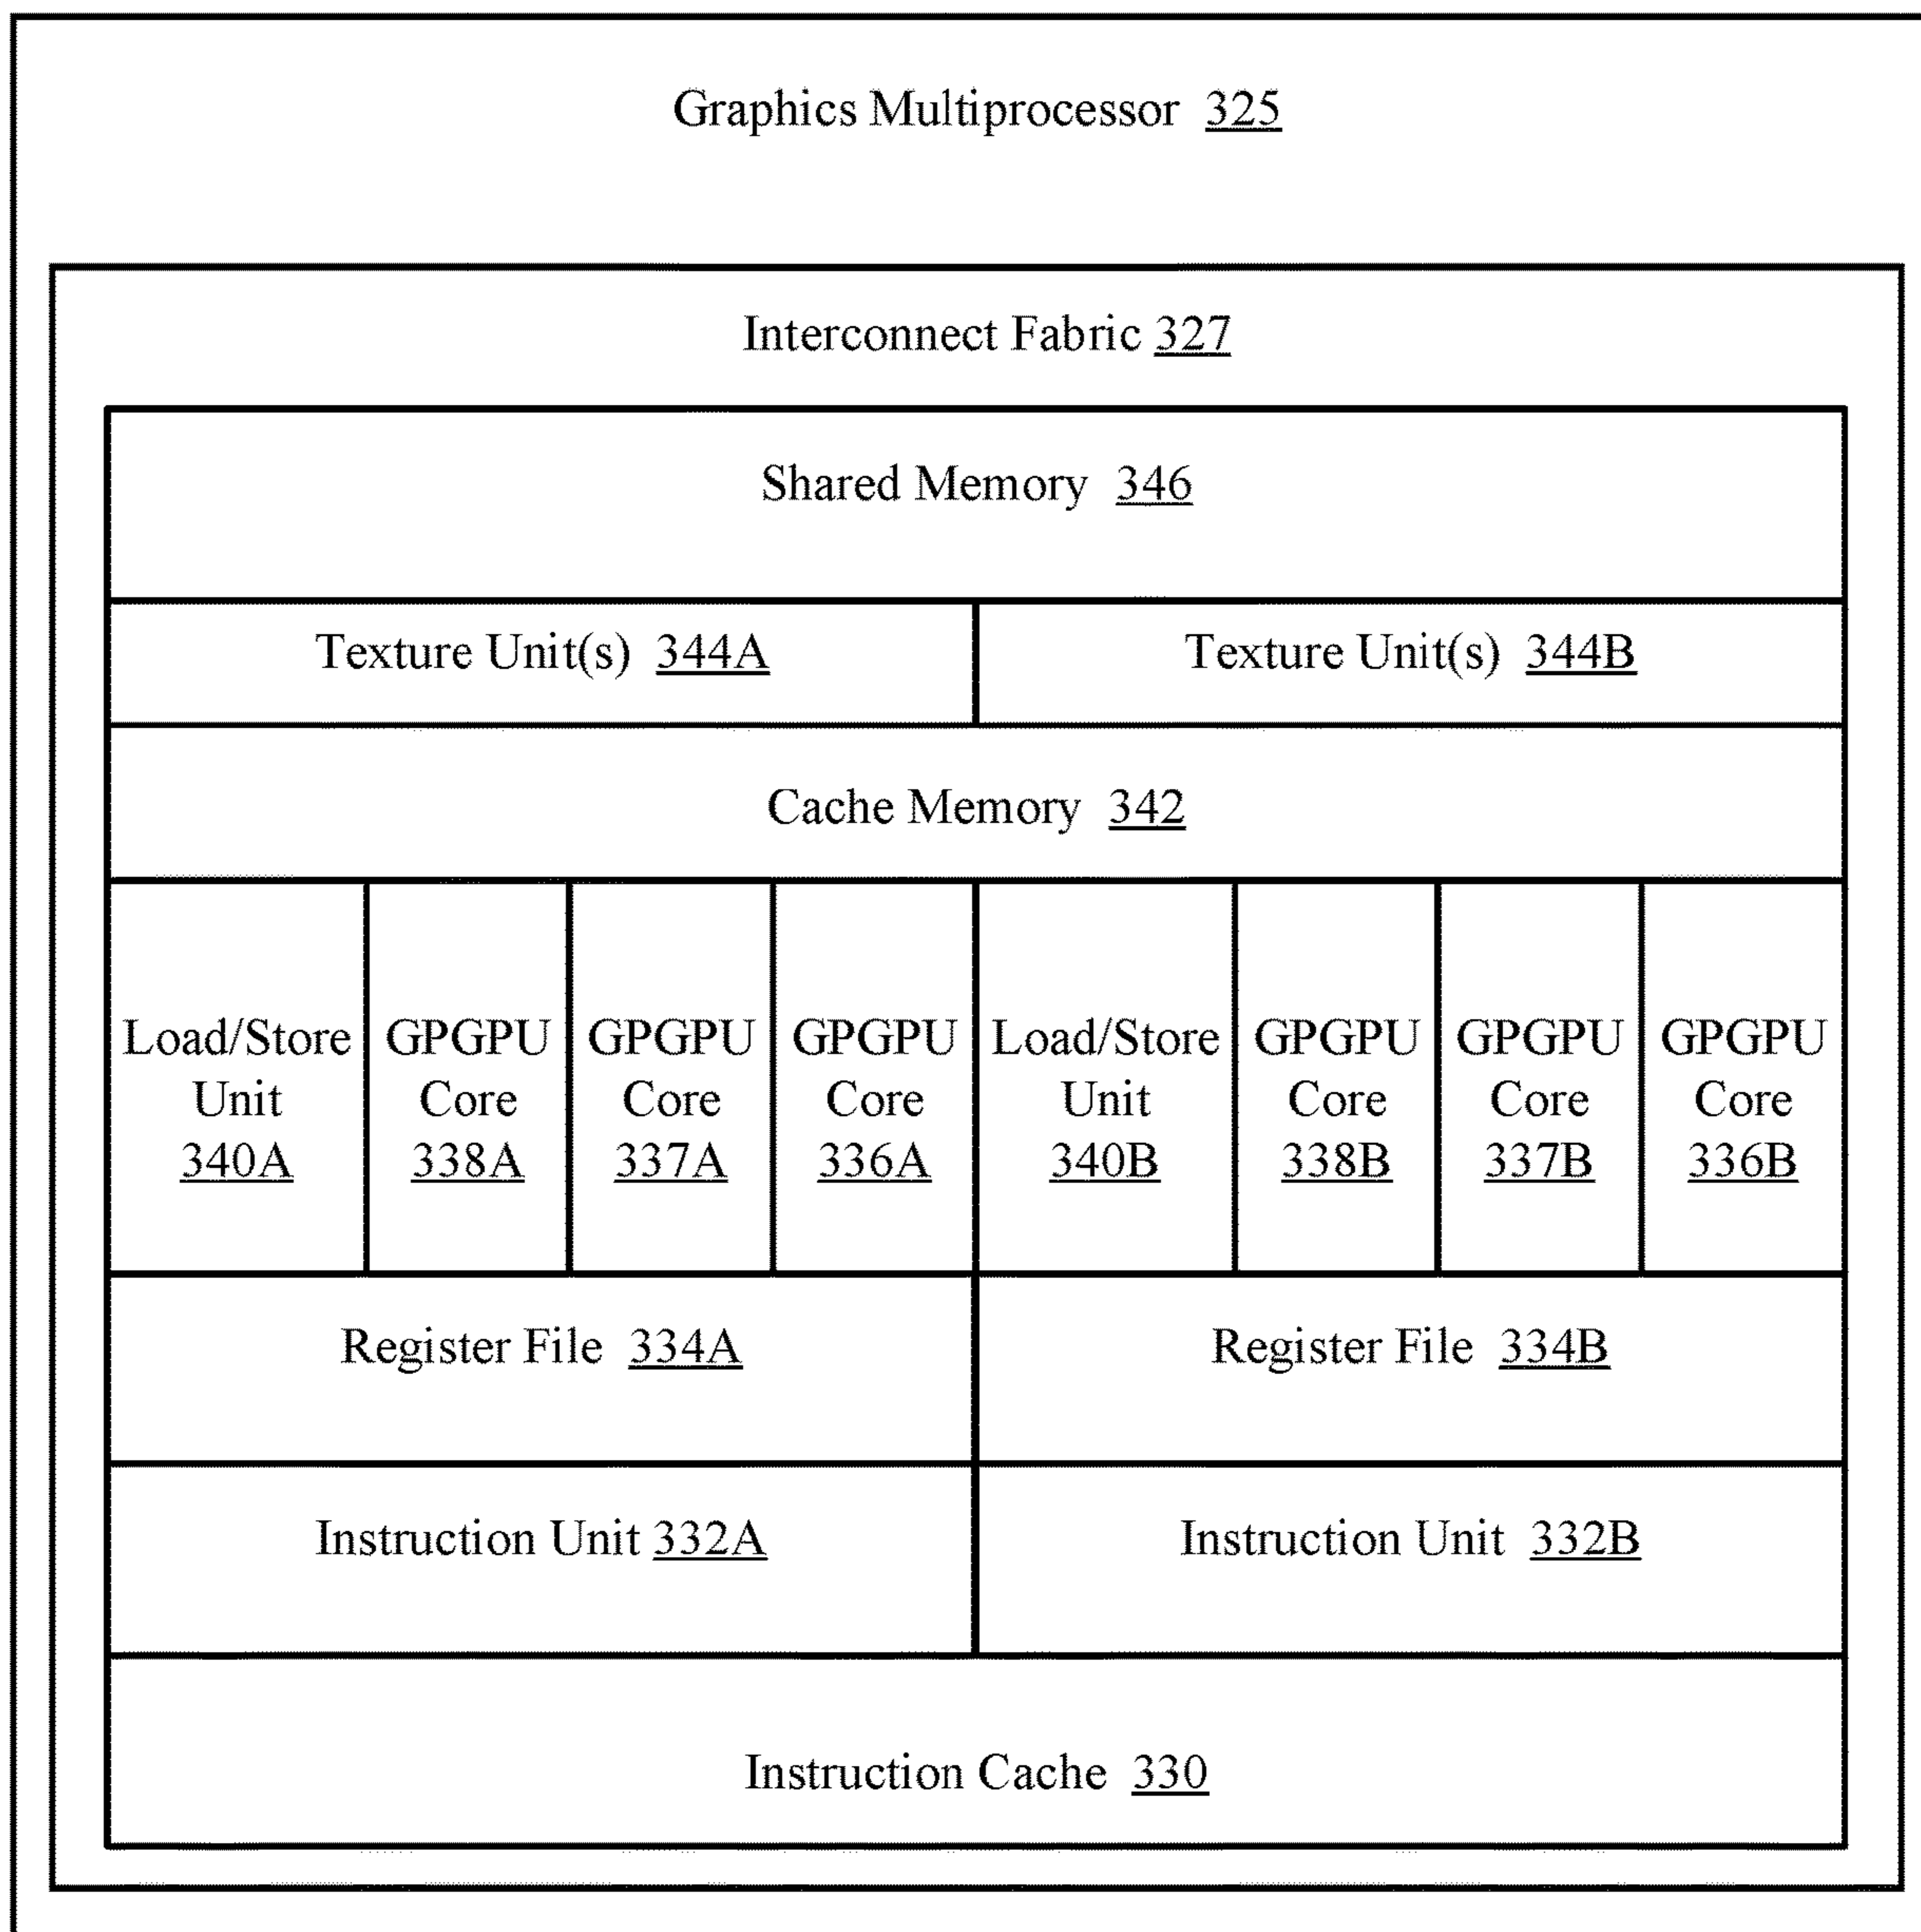 Graphics Multiprocessor 325
Interconnect Fabric 327
Shared Memory 346
Texture Unit(s) 344A
Texture Unit(s) 344B
Cache Memory 342
Load/Store
Unit
340A
GPGPU
Core
338A
GPGPU
Core
337A
GPGPU
Core
336A
Load/Store
Unit
340B
GPGPU
Core
338B
GPGPU
Core
337B
GPGPU
Core
336B
Register File 334A
Register File 334B
Instruction Unit 332A
Instruction Unit 332B
Instruction Cache 330